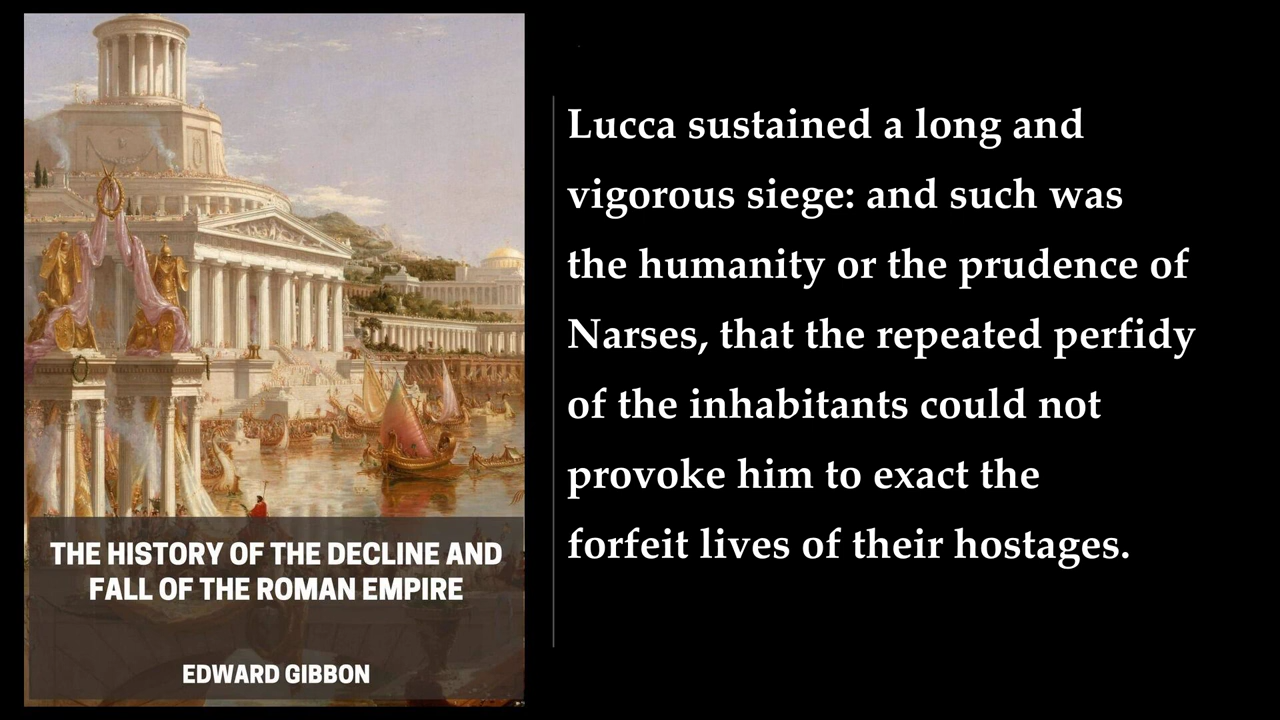 THE HISTORY OF THE DECLINE AND
FALL OF THE ROMAN EMPIRE
EDWARD GIBBON
Lucca sustained a long and
vigorous siege: and such was
the humanity or the prudence of
Narses, that the repeated perfidy
of the inhabitants could not
provoke him to exact the
forfeit lives of their hostages.